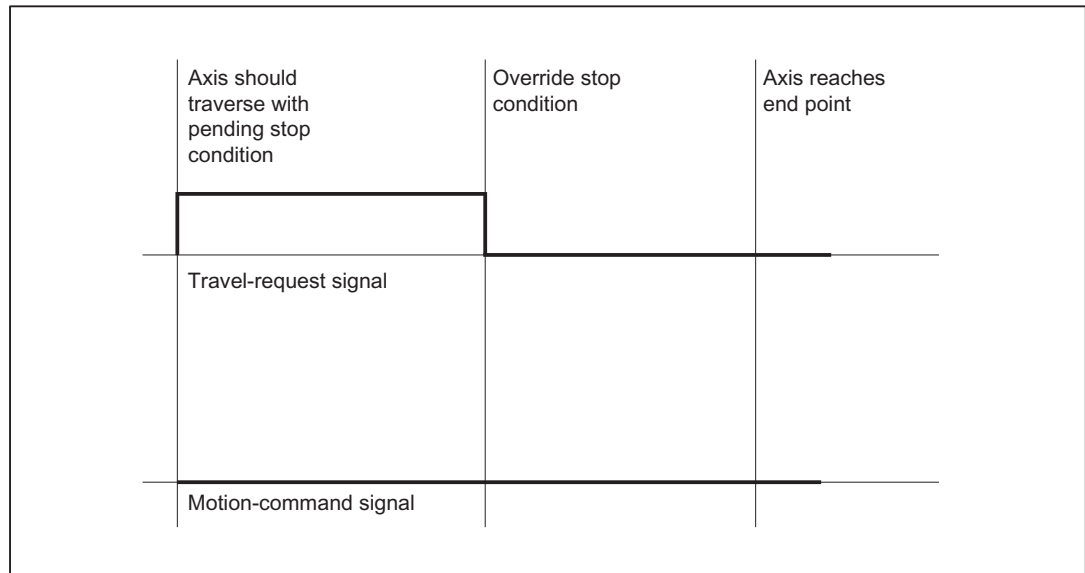 Axis should
traverse with
pending stop
condition
Override stop
condition
Axis reaches
end point
Travel-request signal
Motion-command signal